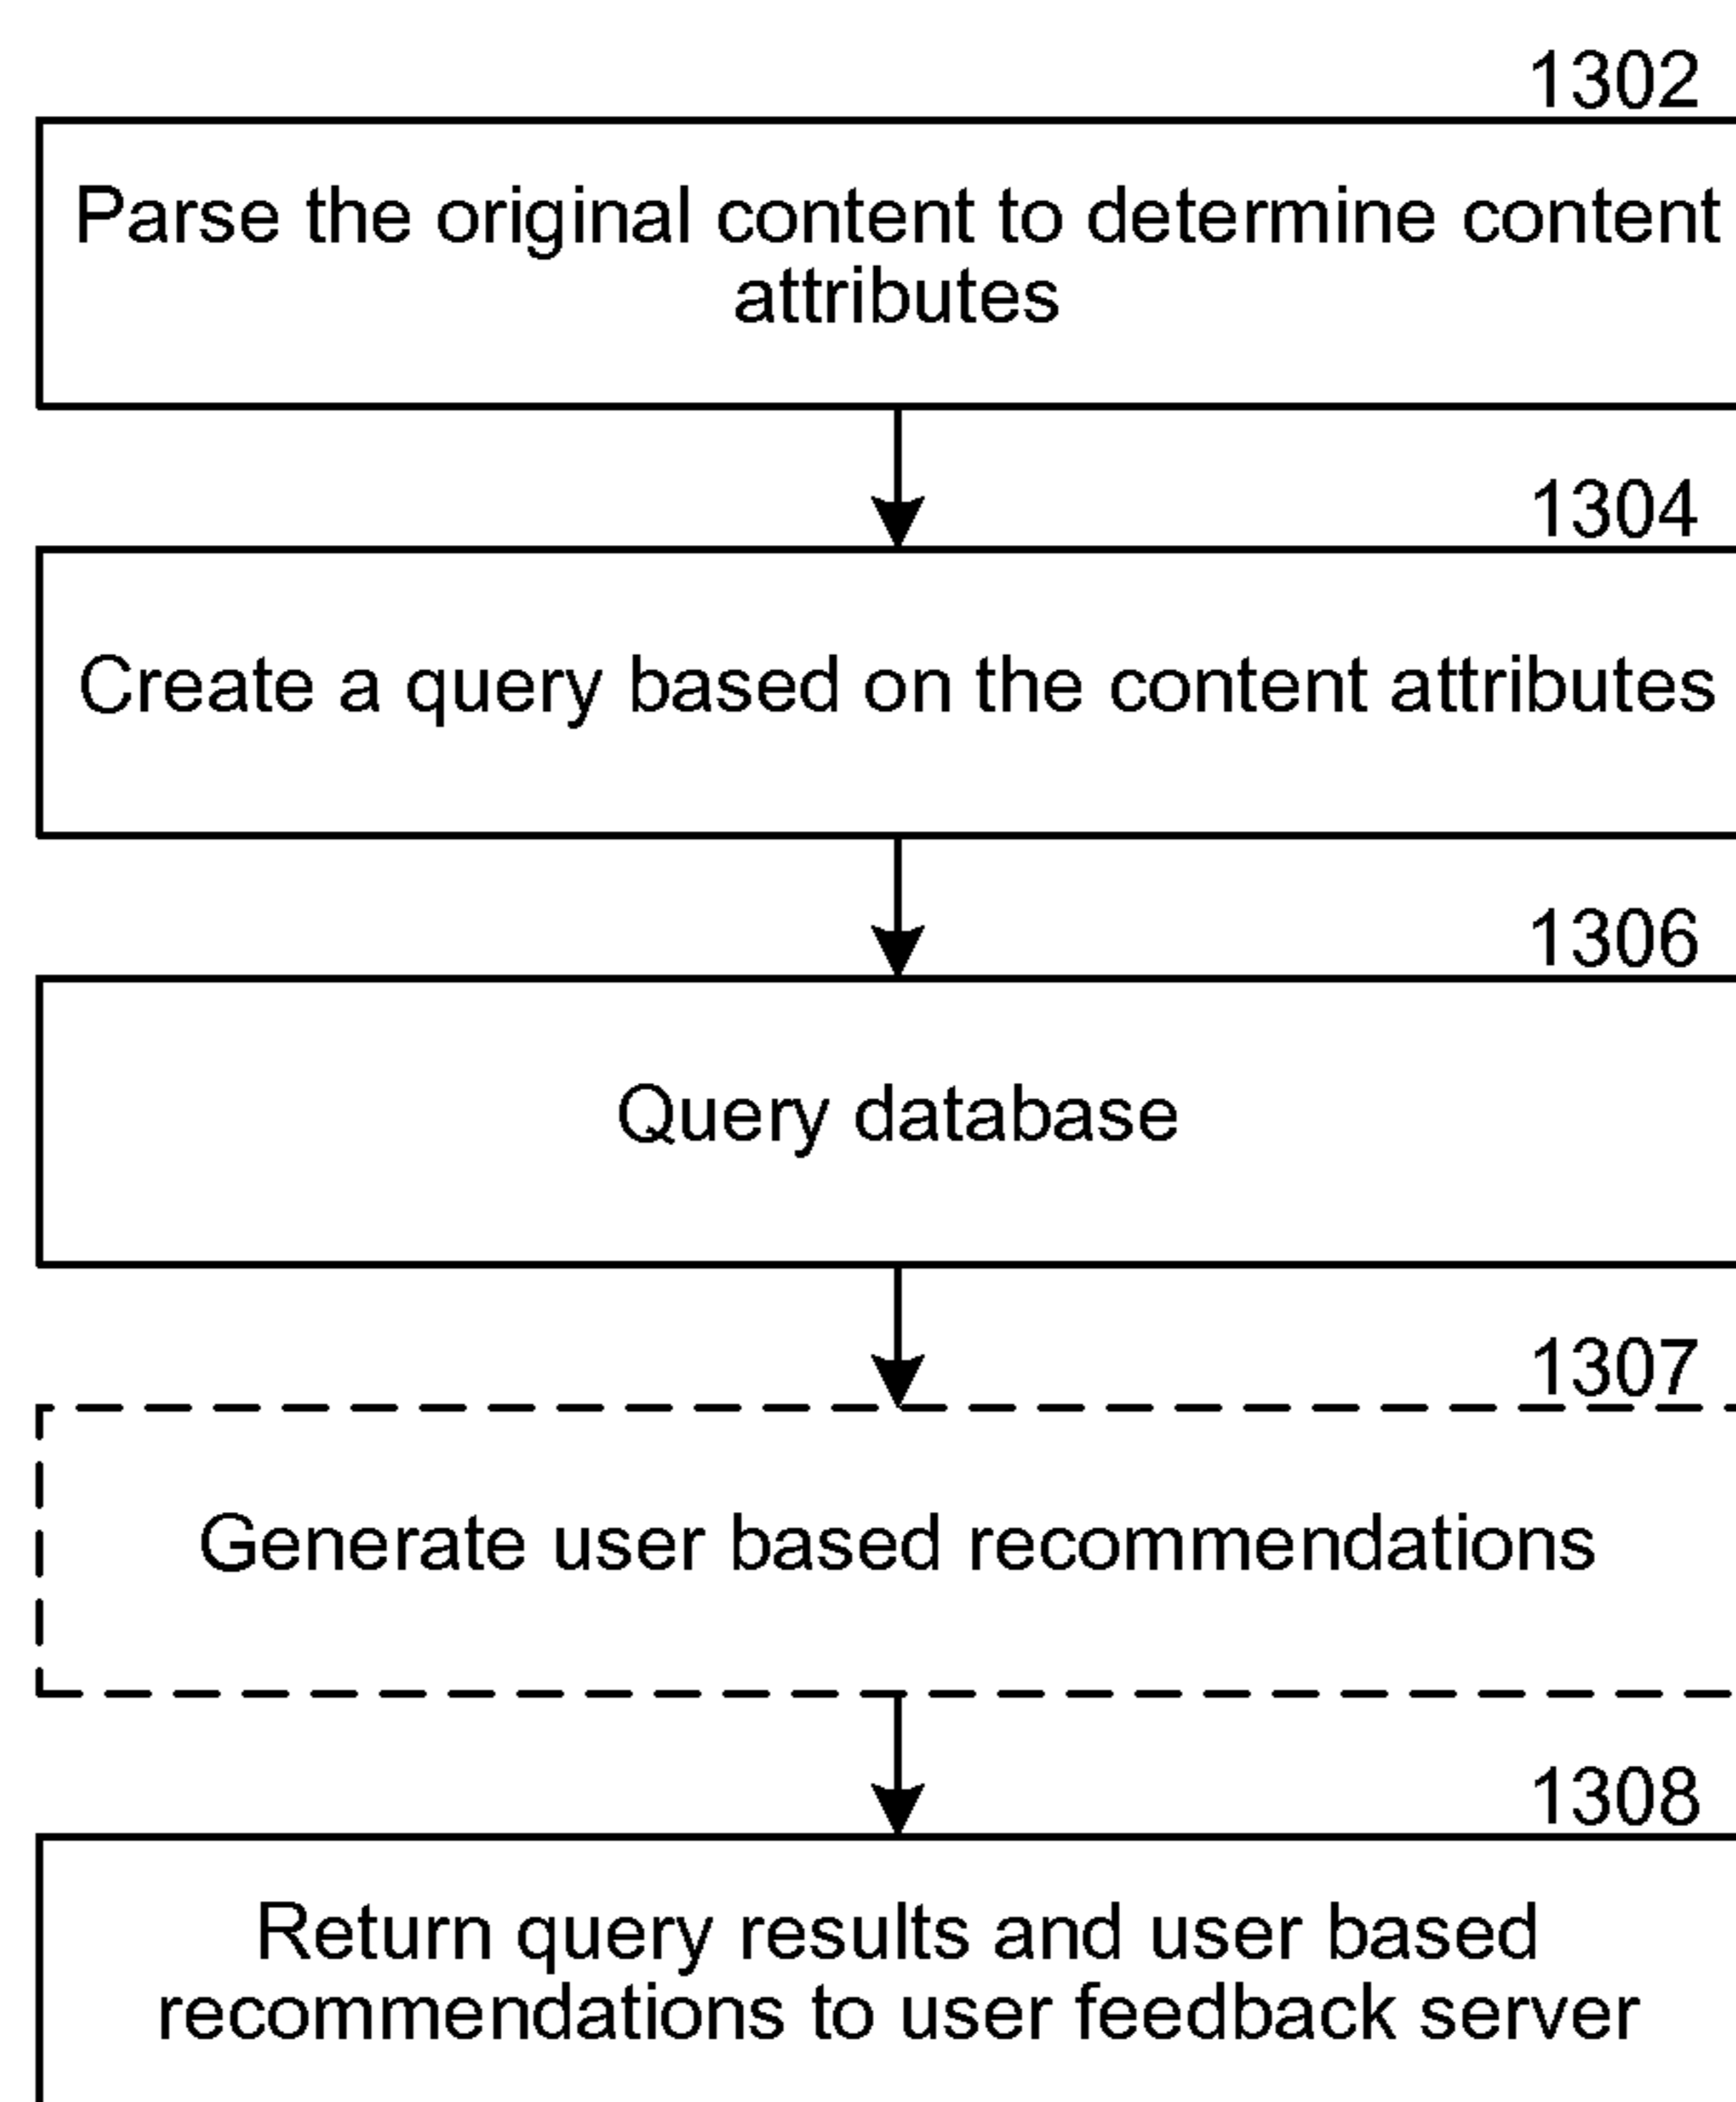 1302
Parse the original content to determine content
attributes
1304
Create a query based on the content attributes
1306
Query database
1307
Generate user based recommendations
1308
Return query results and user based
recommendations to user feedback server